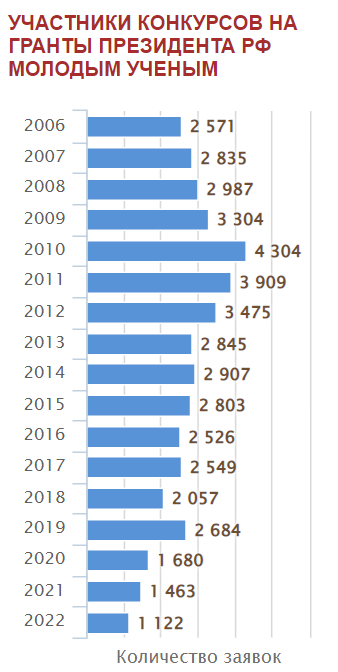 УЧАСТНИКИ КОНКУРСОВ НА
ГРАНТЫ ПРЕЗИДЕНТА РФ
МОЛОДЫМ УЧЕНЫМ
2006 2 571
2007 2 835
2008 2 987
2009 3 304
2010 4 304
2011 3 909
2012 3 475
2013 2 845
2014 2 907
2015 2 803
2016 2 526
2017 2 549
2018 2 057
2019 2 684
2020 1 680
2021 1 463
2022 1 122
Количество заявок